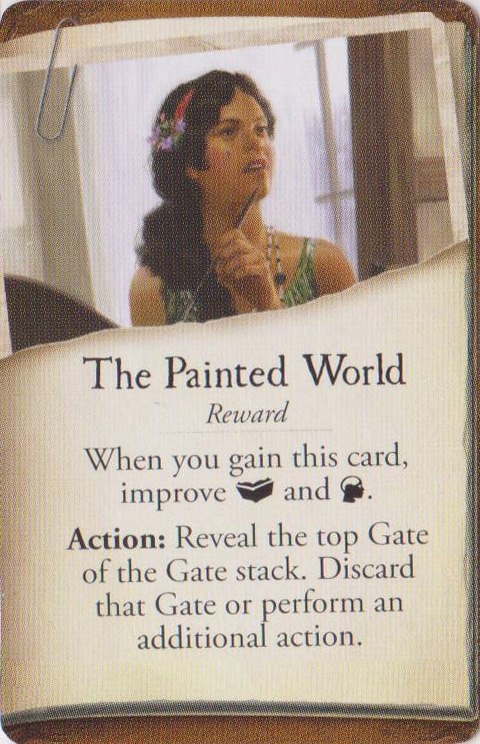 The Painted World
Reward
When you gain this card,
improve and .
Action: Reveal the top Gate
of the Gate stack. Discard
that Gate or perform an
additional action.